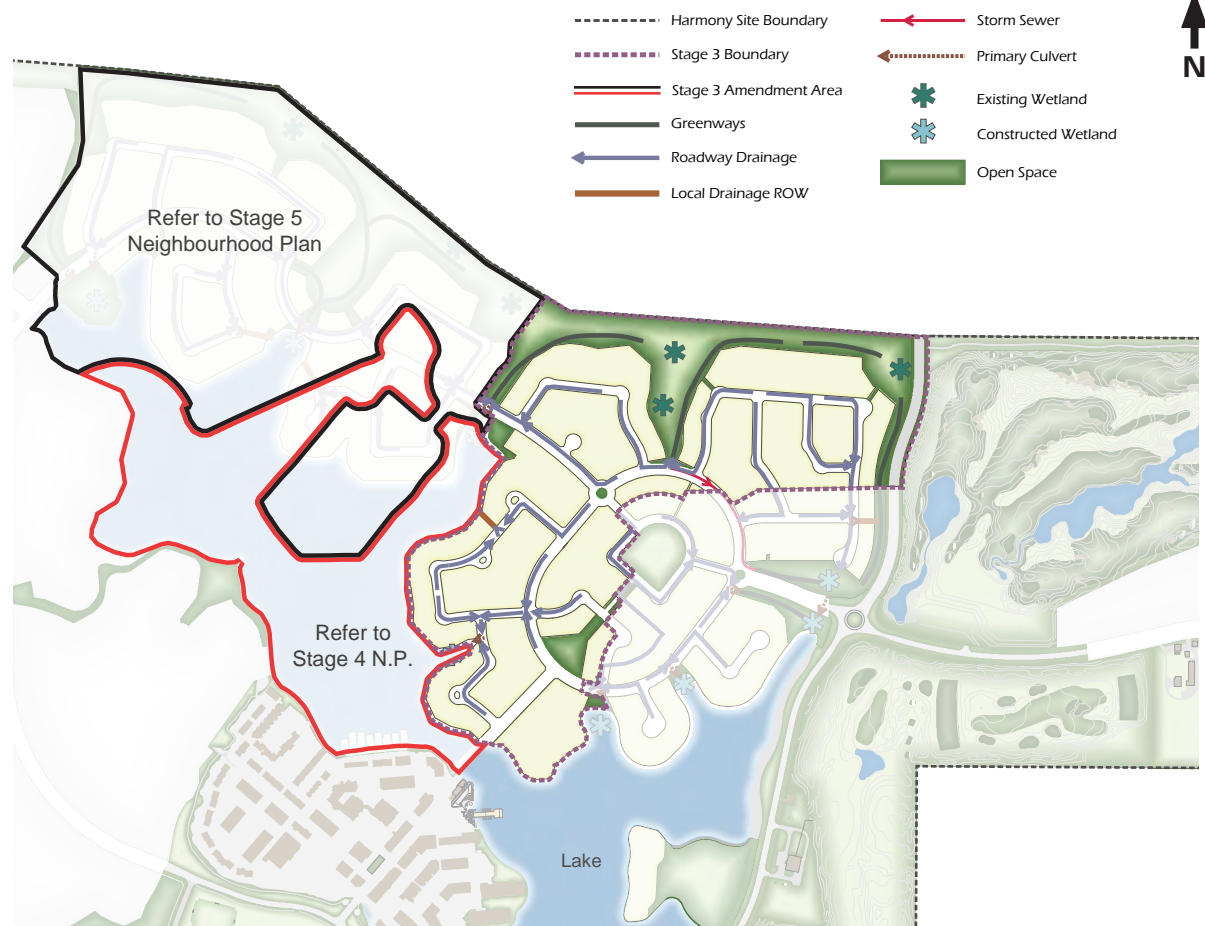 Harmony Site Boundary
Stage 3 Boundary
Stage 3 Amendment Area
Greenways
Roadway Drainage
Local Drainage ROW
Storm Sewer
Primary Culvert
Existing Wetland
Constructed Wetland
Open Space
N
Refer to Stage 5
Neighbourhood Plan
Refer to
Stage 4 N.P.
Lake